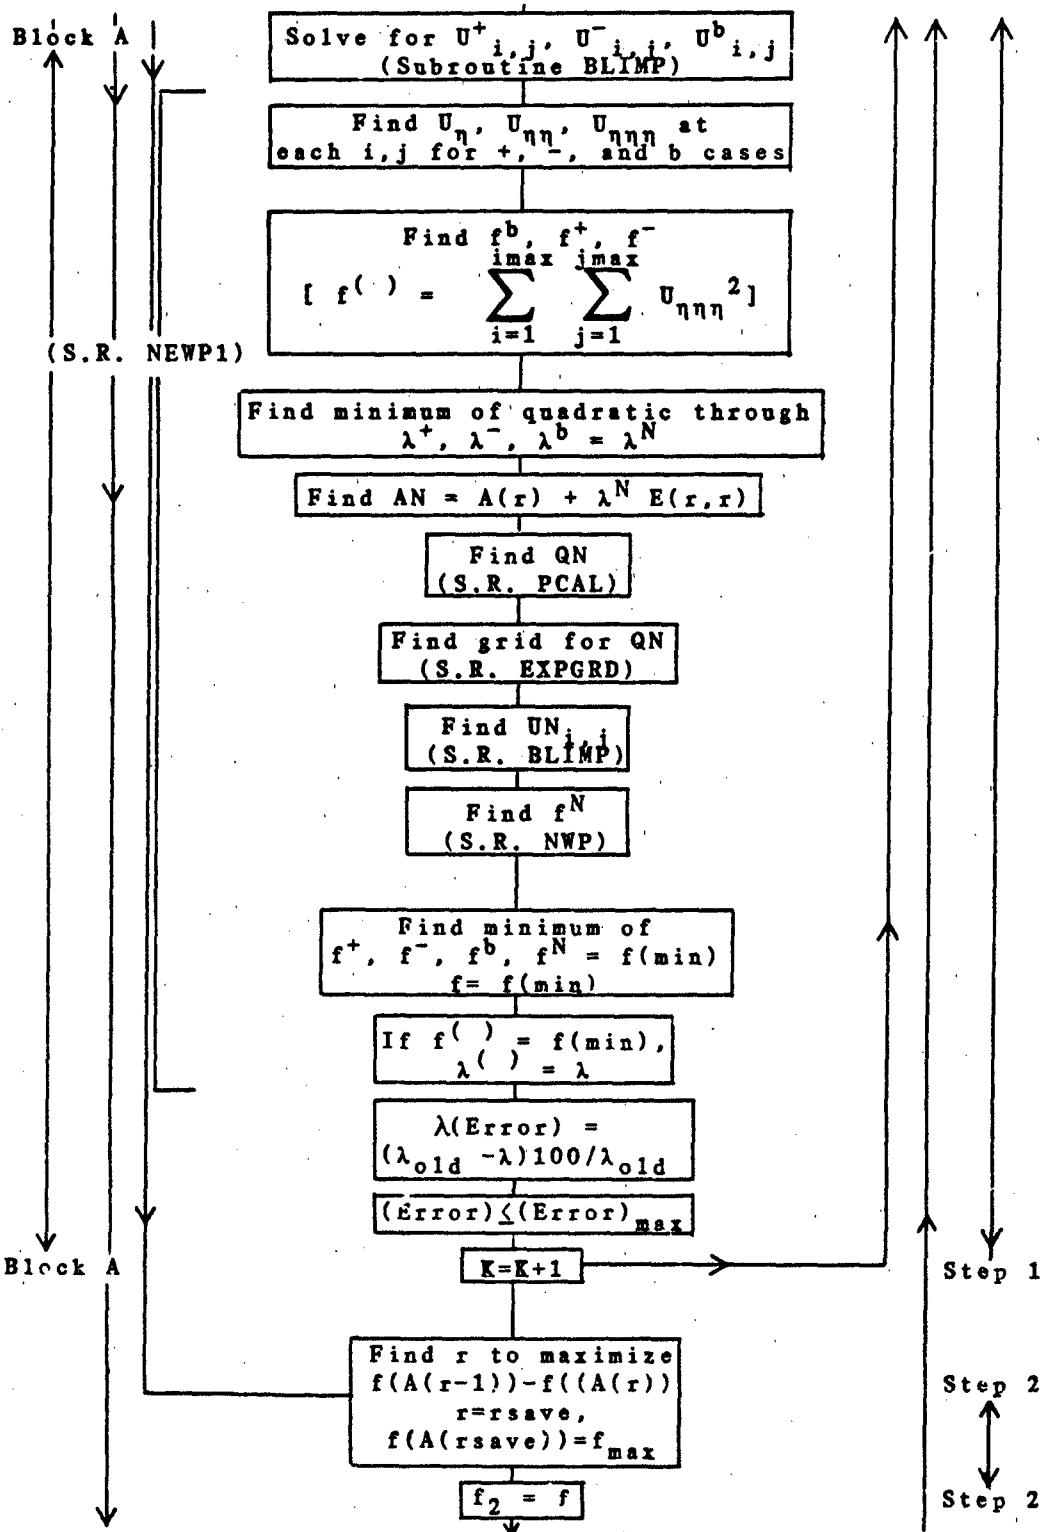 Block A
Solve for U⁺i,j, U⁻i,j, Uᵇi,j
(Subroutine BLIMP)
Find Uη, Uηη, Uηηη at
each i,j for +, -, and b cases
Find fᵇ, f⁺, f⁻
imax jmax
[ f⁽ ⁾ = ∑ ∑ Uηηη² ]
i=1 j=1
(S.R. NEWP1)
Find minimum of quadratic through
λ⁺, λ⁻, λᵇ = λᴺ
Find AN = A(r) + λᴺ E(r,r)
Find QN
(S.R. PCAL)
Find grid for QN
(S.R. EXPGRD)
Find UNi,j
(S.R. BLIMP)
Find fᴺ
(S.R. NWP)
Find minimum of
f⁺, f⁻, fᵇ, fᴺ = f(min)
f= f(min)
If f⁽ ⁾ = f(min),
λ⁽ ⁾ = λ
λ(Error) =
(λold -λ)100/λold
(Error)≤(Error)max
Block A
K=K+1
Step 1
Find r to maximize
f(A(r-1))-f((A(r))
r=rsave,
f(A(rsave))=fmax
Step 2
f₂ = f
Step 2